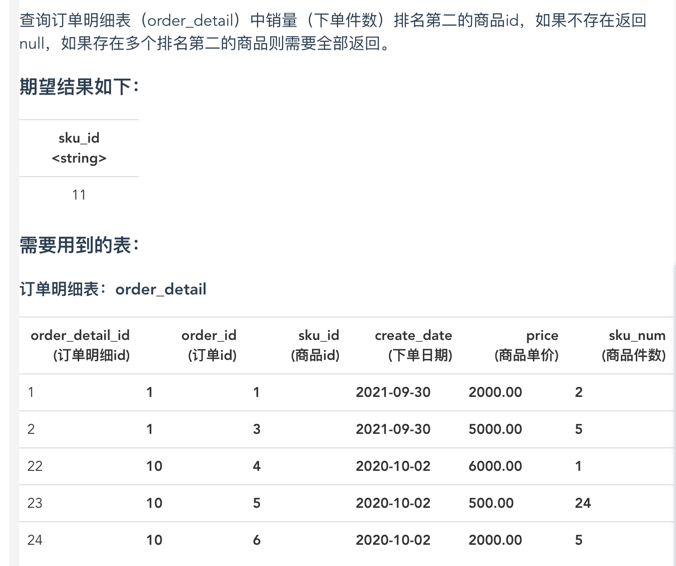 查询订单明细表（order_detail）中销量（下单件数）排名第二的商品id，如果不存在返回
null，如果存在多个排名第二的商品则需要全部返回。
期望结果如下：
sku_id
<string>
11
需要用到的表：
订单明细表：order_detail
order_detail_id order_id sku_id create_date price sku_num
(订单明细id) (订单id) (商品id) (下单日期) (商品单价) (商品件数)
1 1 1 2021-09-30 2000.00 2
2 1 3 2021-09-30 5000.00 5
22 10 4 2020-10-02 6000.00 1
23 10 5 2020-10-02 500.00 24
24 10 6 2020-10-02 2000.00 5